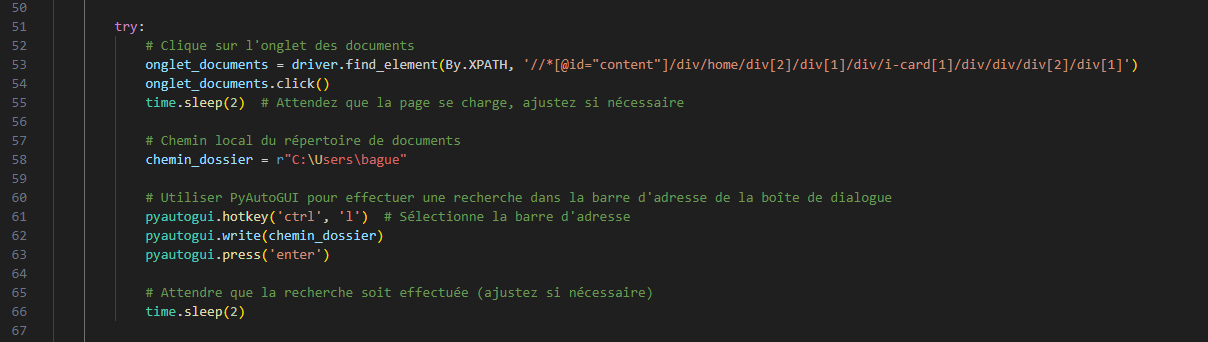 50
51 try:
52 # Clique sur l'onglet des documents
53 onglet_documents = driver.find_element(By.XPATH, '//*[@id="content"]/div/home/div[2]/div[1]/div/i-card[1]/div/div/div[2]/div[1]')
54 onglet_documents.click()
55 time.sleep(2)  # Attendez que la page se charge, ajustez si nécessaire
56
57 # Chemin local du répertoire de documents
58 chemin_dossier = r"C:\Users\bague"
59
60 # Utiliser PyAutoGUI pour effectuer une recherche dans la barre d'adresse de la boîte de dialogue
61 pyautogui.hotkey('ctrl', 'l')  # Sélectionne la barre d'adresse
62 pyautogui.write(chemin_dossier)
63 pyautogui.press('enter')
64
65 # Attendre que la recherche soit effectuée (ajustez si nécessaire)
66 time.sleep(2)
67